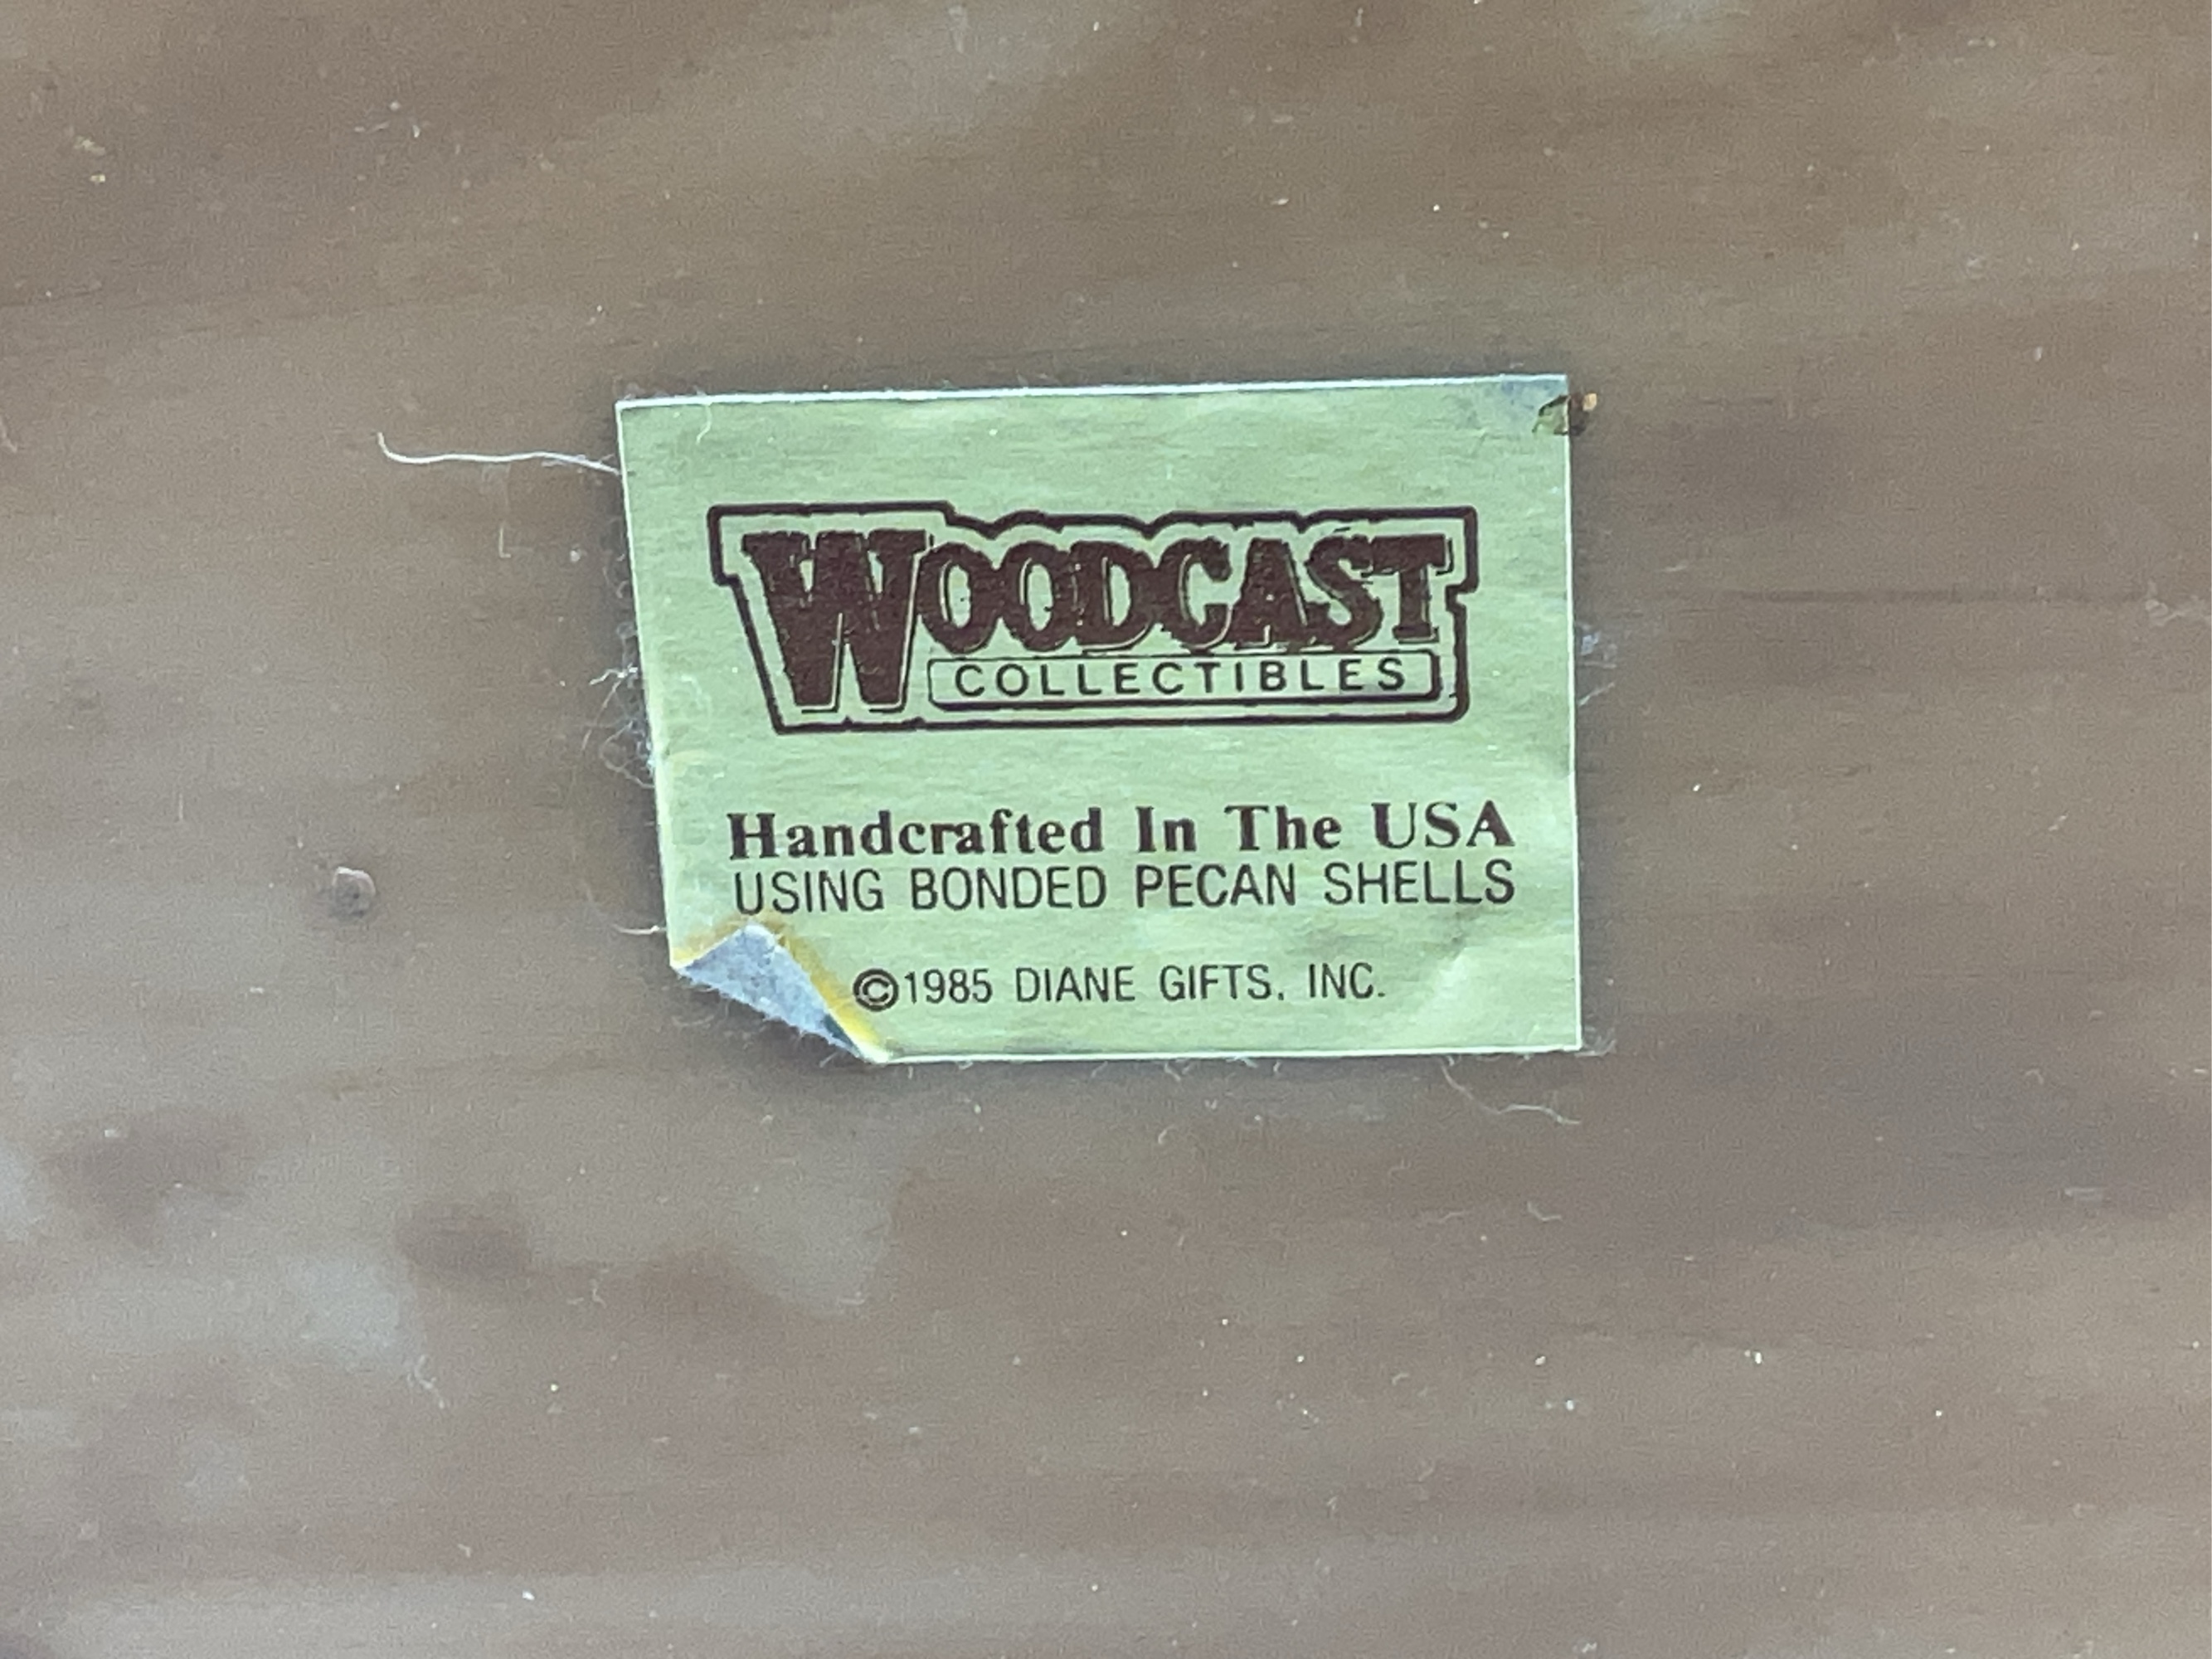 WOODCAST
COLLECTIBLES
Handcrafted In The USA
USING BONDED PECAN SHELLS
©1985 DIANE GIFTS, INC.